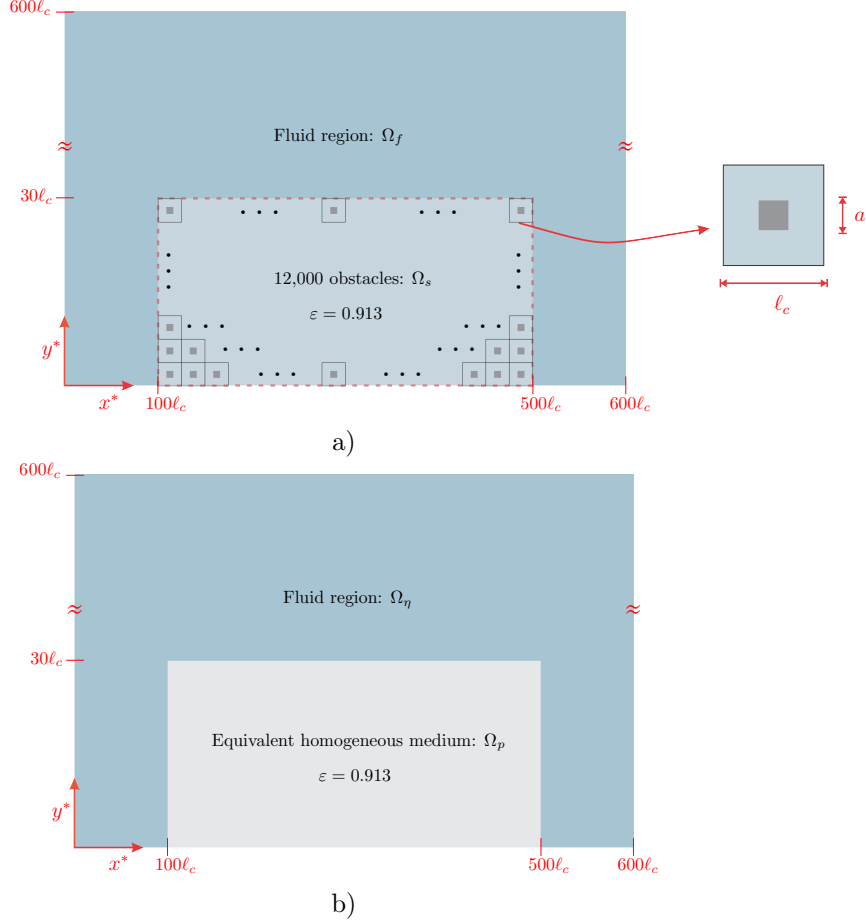 600ℓc
Fluid region: Ωf
≈
≈
30ℓc
a
12,000 obstacles: Ωs
ε = 0.913
ℓc
y*
x*
100ℓc
500ℓc
600ℓc
a)
600ℓc
Fluid region: Ωη
≈
≈
30ℓc
Equivalent homogeneous medium: Ωp
ε = 0.913
y*
x*
100ℓc
500ℓc
600ℓc
b)